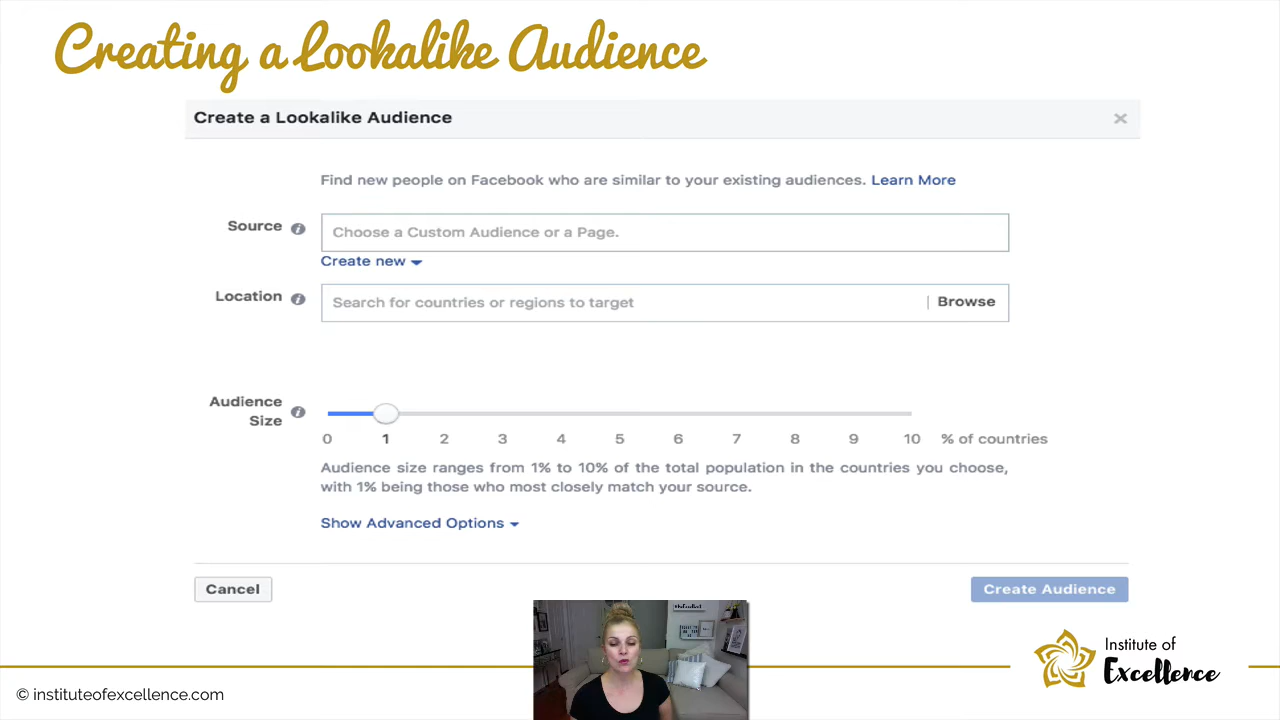 Creating a Lookalike Audience
Create a Lookalike Audience ×
Find new people on Facebook who are similar to your existing audiences. Learn More
Source i Choose a Custom Audience or a Page.
Create new
Location i Search for countries or regions to target | Browse
Audience
Size i
0 1 2 3 4 5 6 7 8 9 10 % of countries
Audience size ranges from 1% to 10% of the total population in the countries you choose,
with 1% being those who most closely match your source.
Show Advanced Options
Cancel Create Audience
Institute of
Excellence
© instituteofexcellence.com